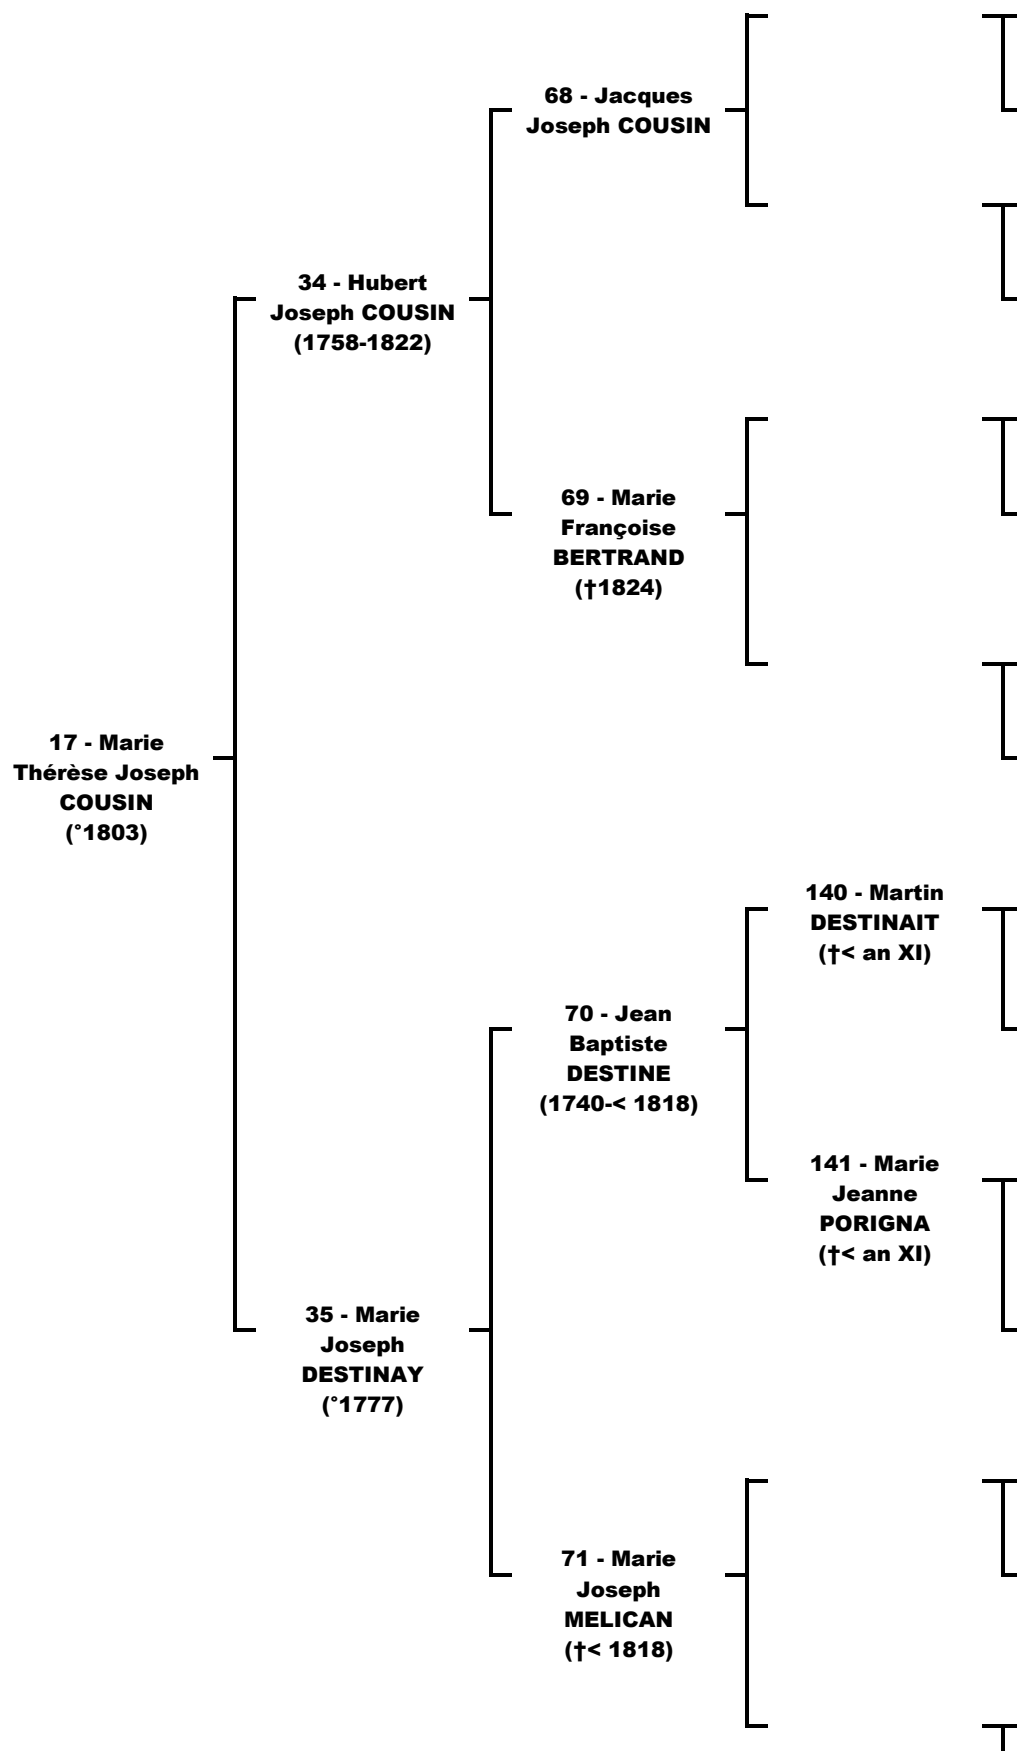 68 - Jacques
Joseph COUSIN
34 - Hubert
Joseph COUSIN
(1758-1822)
69 - Marie
Françoise
BERTRAND
(†1824)
17 - Marie
Thérèse Joseph
COUSIN
(°1803)
140 - Martin
DESTINAIT
(†< an XI)
70 - Jean
Baptiste
DESTINE
(1740-< 1818)
141 - Marie
Jeanne
PORIGNA
(†< an XI)
35 - Marie
Joseph
DESTINAY
(°1777)
71 - Marie
Joseph
MELICAN
(†< 1818)